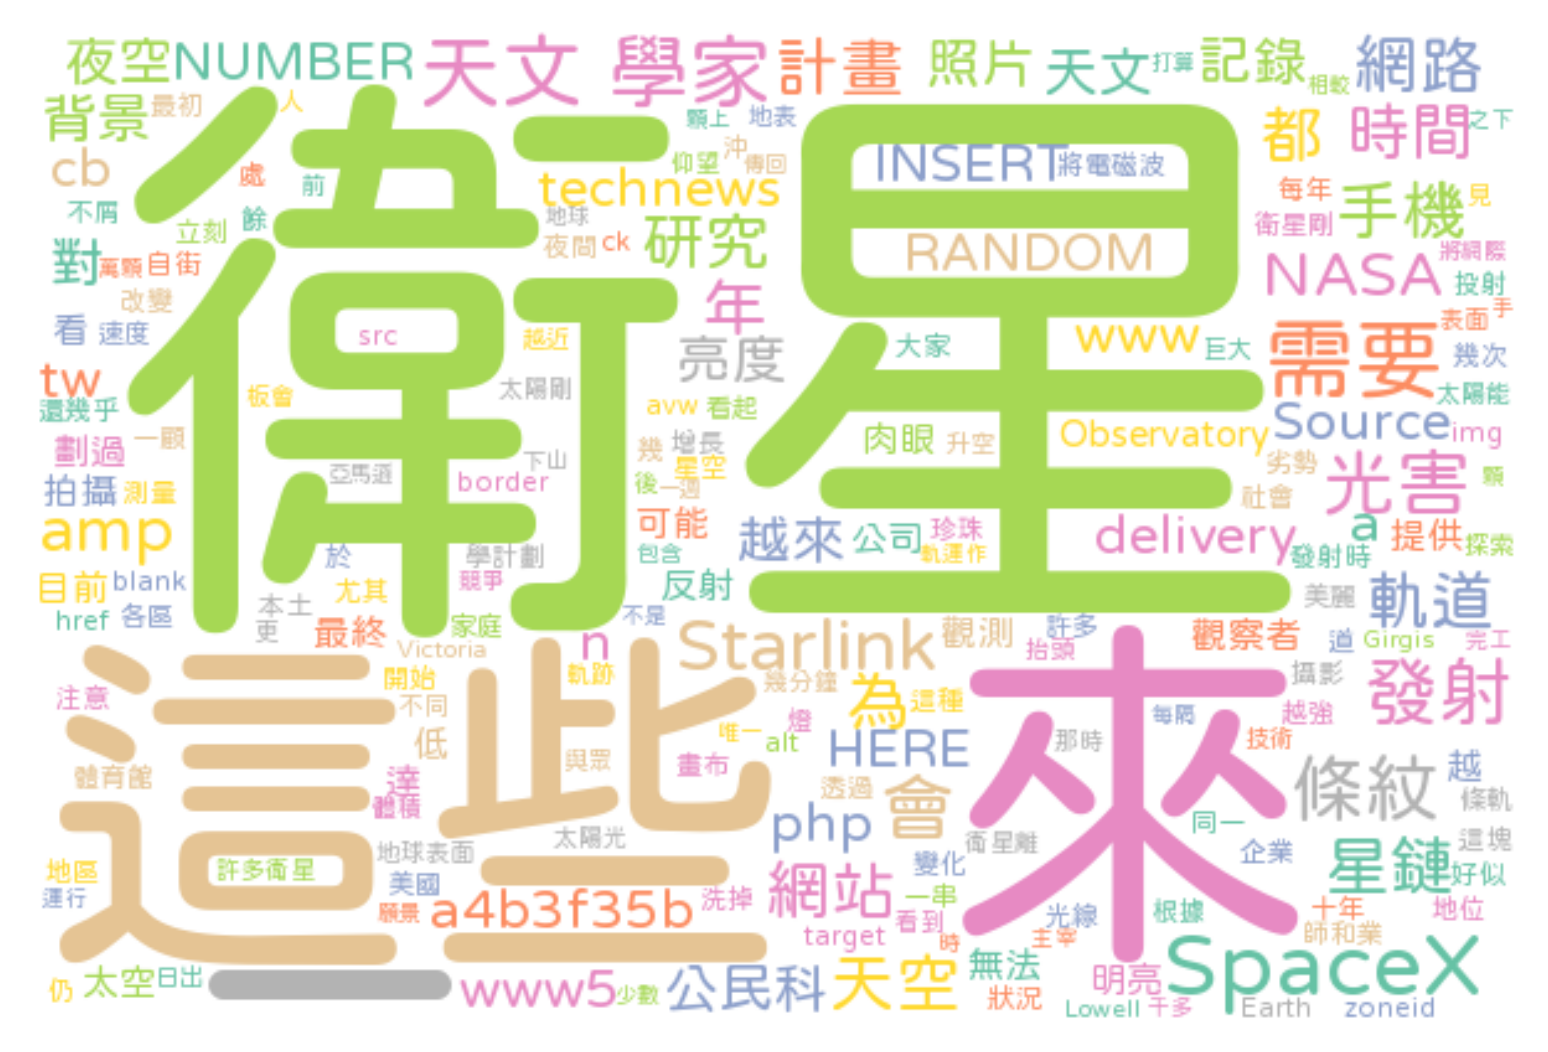 夜空 NUMBER 天文 學家 計畫 照片 天文 打算 記錄 相較 網路
背景 最初 人 顆上 地表 都 時間 之下
cb 處 前 technews 仰望 沖 傳回 INSERT 將電磁波 每年 手機 見
不屑 立刻 餘 地球 研究 衛星剛
衛星
對 萬顆 自街 夜間 ck RANDOM NASA 將網際
改變 年 投射
看 速度 src 越近 亮度 大家 www 巨大 需要 表面 手 幾次
tw 板會 太陽剛 太陽能
還幾乎 avw 看起 Source
劃過 一顧 幾 增長 肉眼 升空 Observatory img
拍攝 測量 亞馬遜 border 下山 星空 後 一週 劣勢 社會 光害 顆
amp 可能 越來 公司 珍珠 delivery a 提供 探索
於 學計劃 包含 軌運作 發射時
目前 blank 尤其 競爭 反射 美麗 軌道
href 各區 本土 更 最終 家庭 不是
Victoria n Starlink 觀測 許多 抬頭 觀察者 道 Girgis 完工
這些 來
注意 開始 軌跡 幾分鐘 為 這種 攝影 發射
不同 低 燈 唯一 alt HERE 那時 每隔 越強 技術
體育館 達 體積 與眾 畫布 透過 會 條紋 越 條軌
太陽光 php 同一 這塊
地區 許多衛星 地球表面 衛星離 變化 企業 星鏈 好似
運行 美國 願景 a4b3f35b 洗掉 網站 一串 看到 光線 根據 十年 地位
target 時 主宰 師和業
仍 太空 日出 www5 少數 公民科 天空 無法 狀況 明亮 SpaceX
Lowell 千多 Earth zoneid